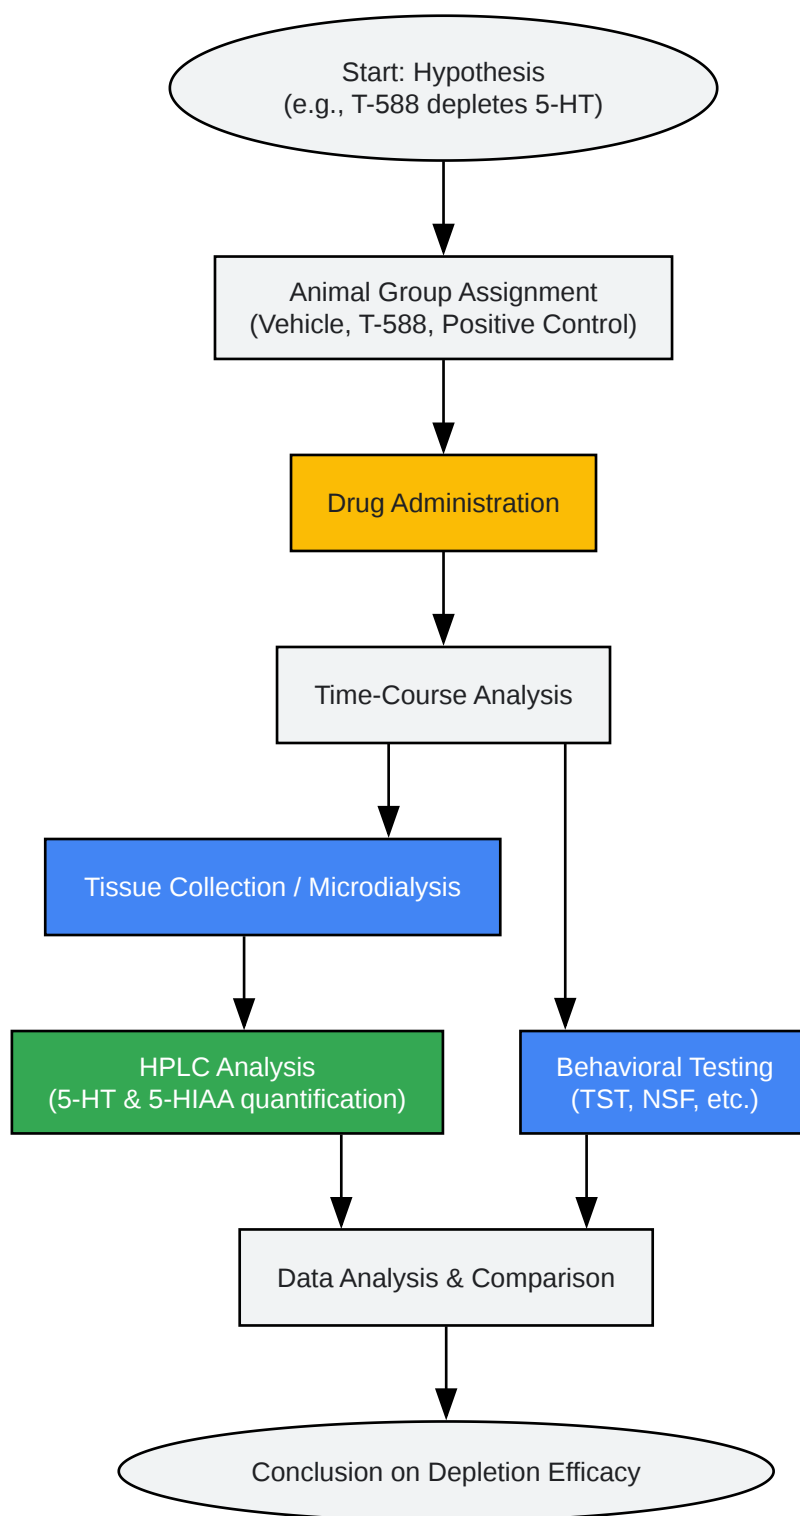 Start: Hypothesis
(e.g., T-588 depletes 5-HT)
Animal Group Assignment
(Vehicle, T-588, Positive Control)
Drug Administration
Time-Course Analysis
Tissue Collection / Microdialysis
HPLC Analysis
(5-HT & 5-HIAA quantification)
Behavioral Testing
(TST, NSF, etc.)
Data Analysis & Comparison
Conclusion on Depletion Efficacy